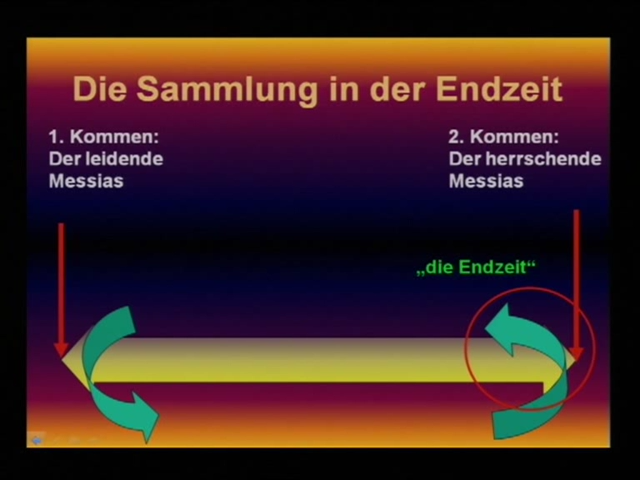 Die Sammlung in der Endzeit
1. Kommen:
Der leidende
Messias
2. Kommen:
Der herrschende
Messias
„die Endzeit“